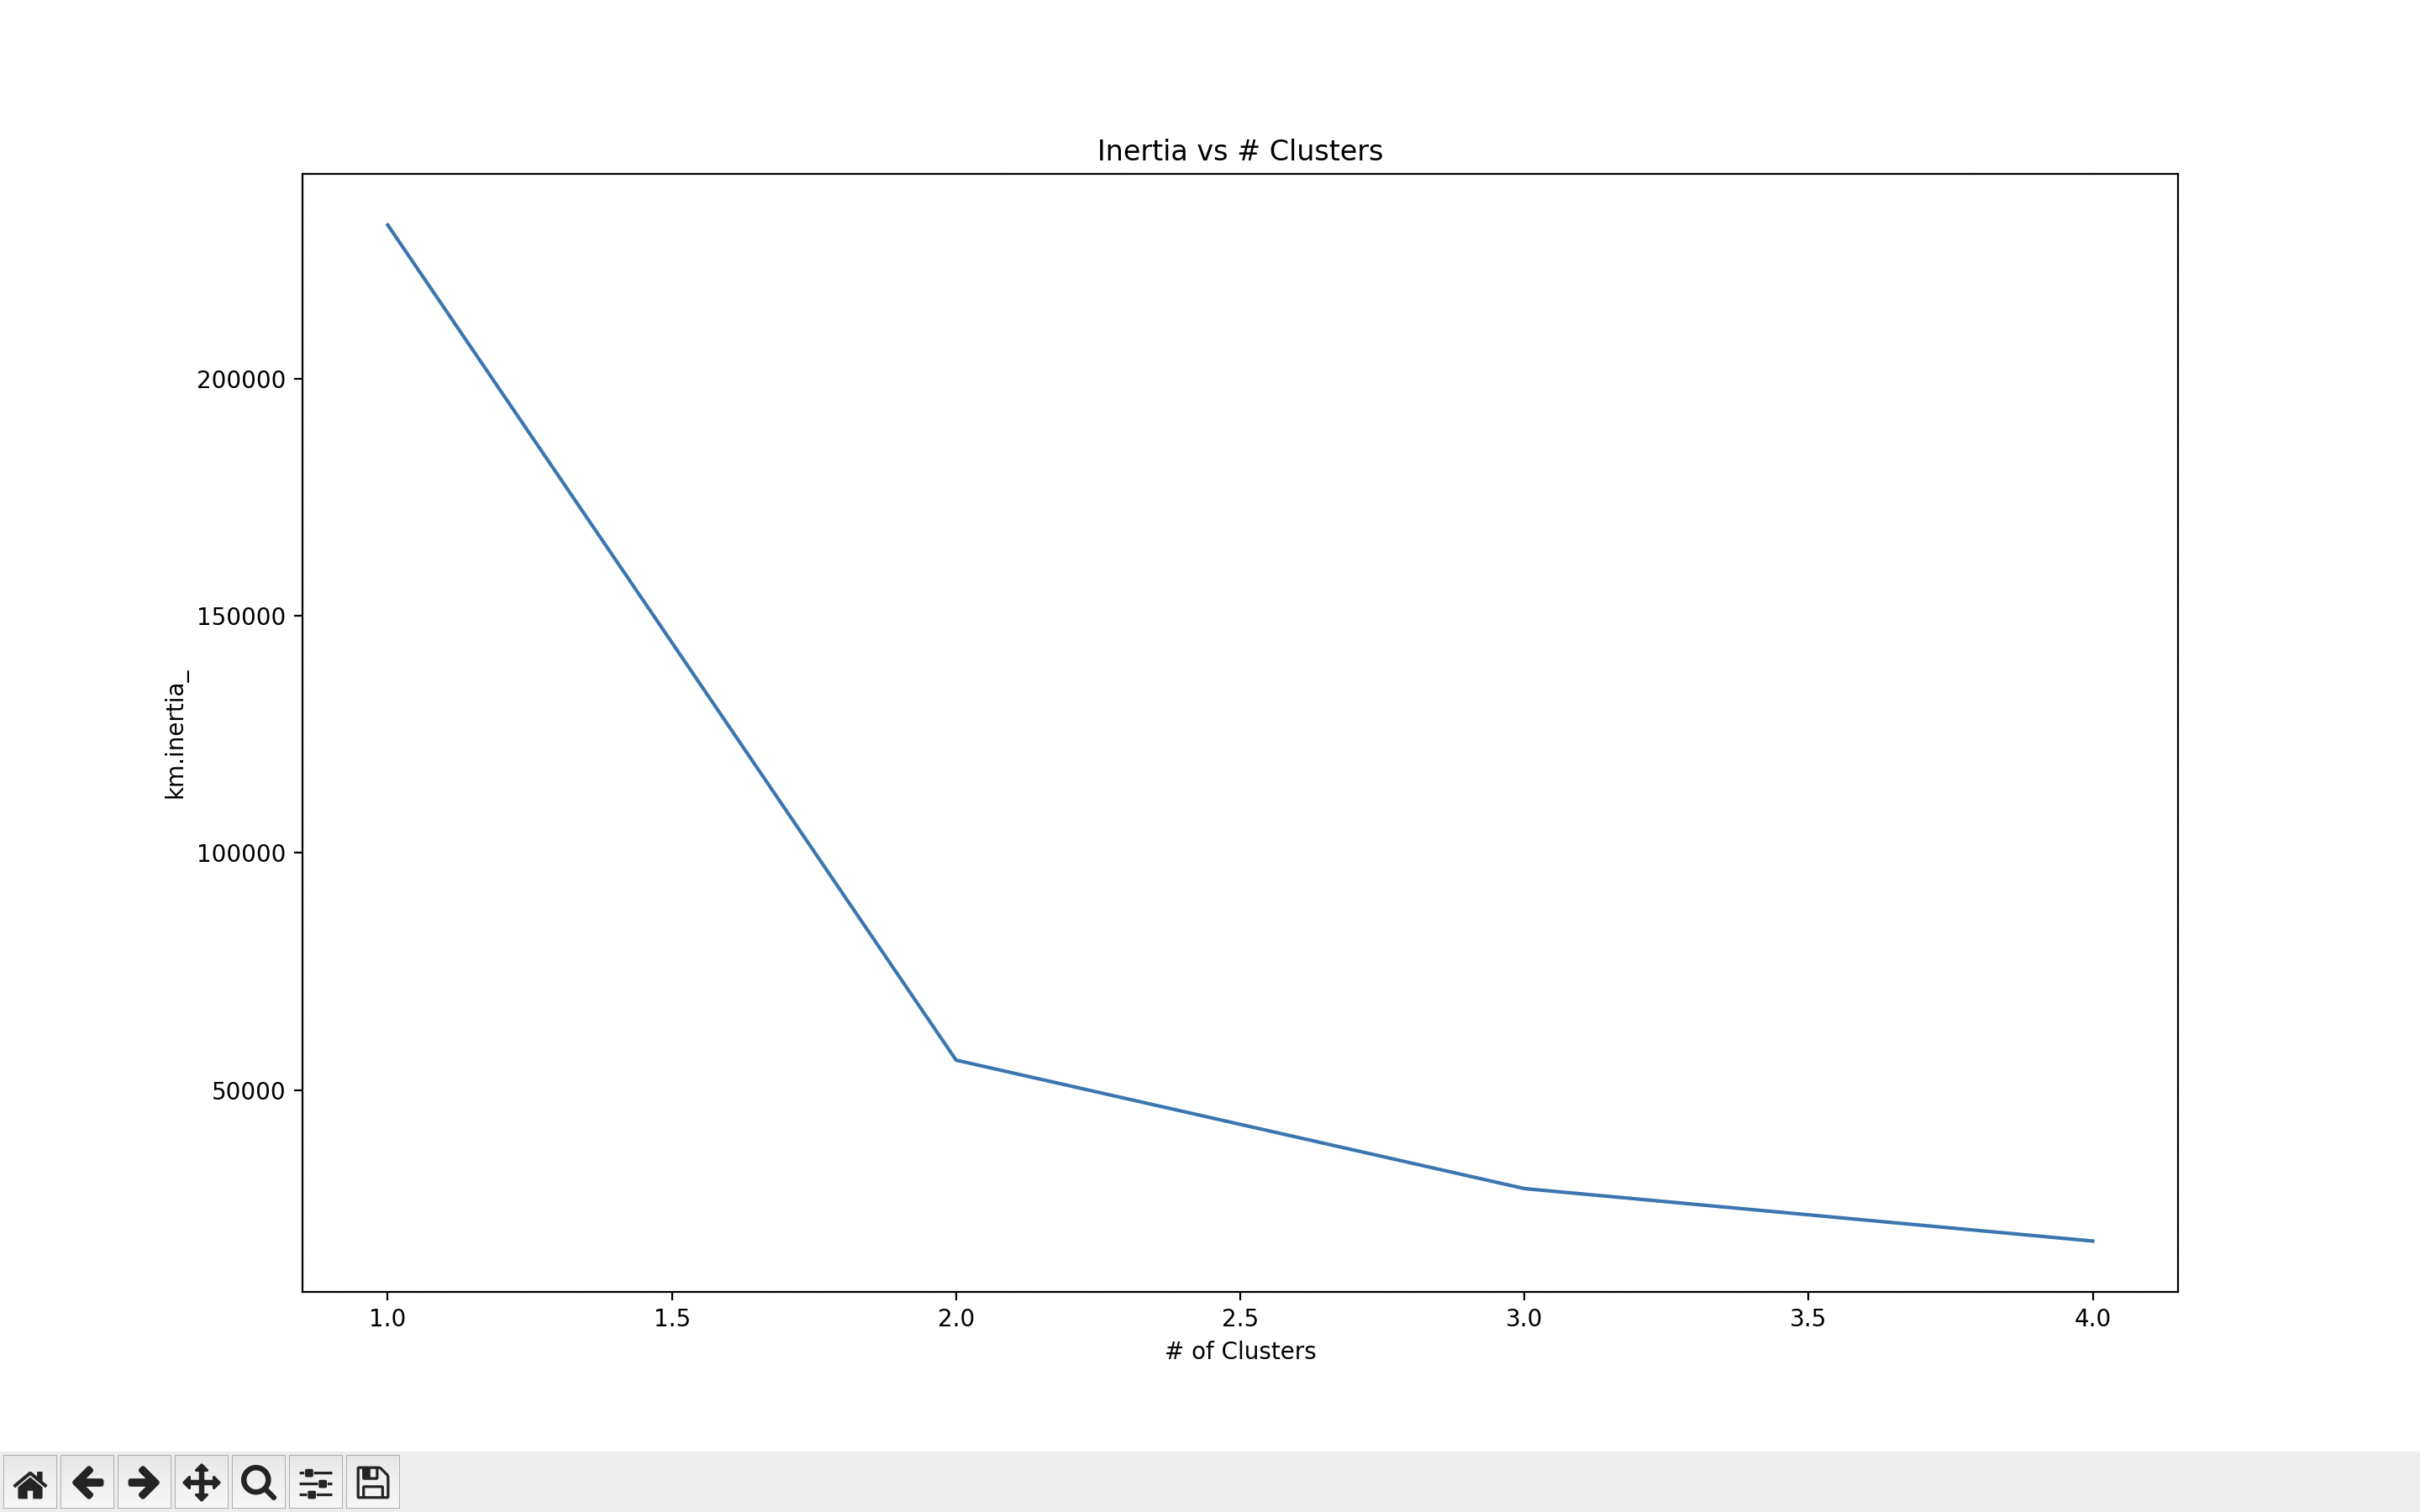 Inertia vs # Clusters
200000
150000
100000
50000
km.inertia_
1.0 1.5 2.0 2.5 3.0 3.5 4.0
# of Clusters